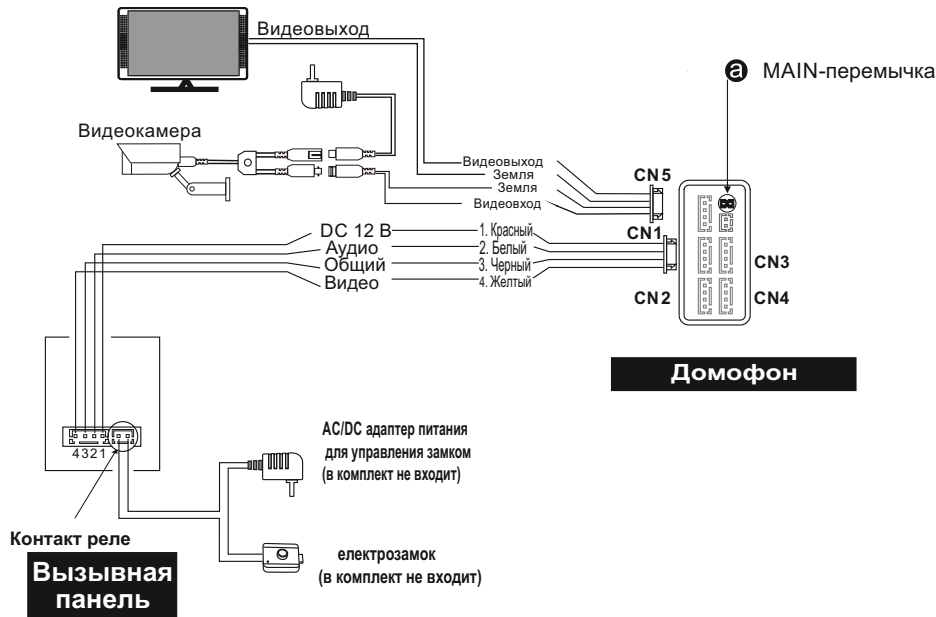 Видеовыход
a MAIN-перемычка
Видеокамера
Видеовыход
Земля
Земля
Видеовход
CN5
CN1
CN3
CN2
CN4
DC 12 В
1. Красный
Аудио
2. Белый
Общий
3. Черный
Видео
4. Желтый
Домофон
4321
AC/DC адаптер питания
для управления замком
(в комплект не входит)
Контакт реле
Вызывная
панель
електрозамок
(в комплект не входит)